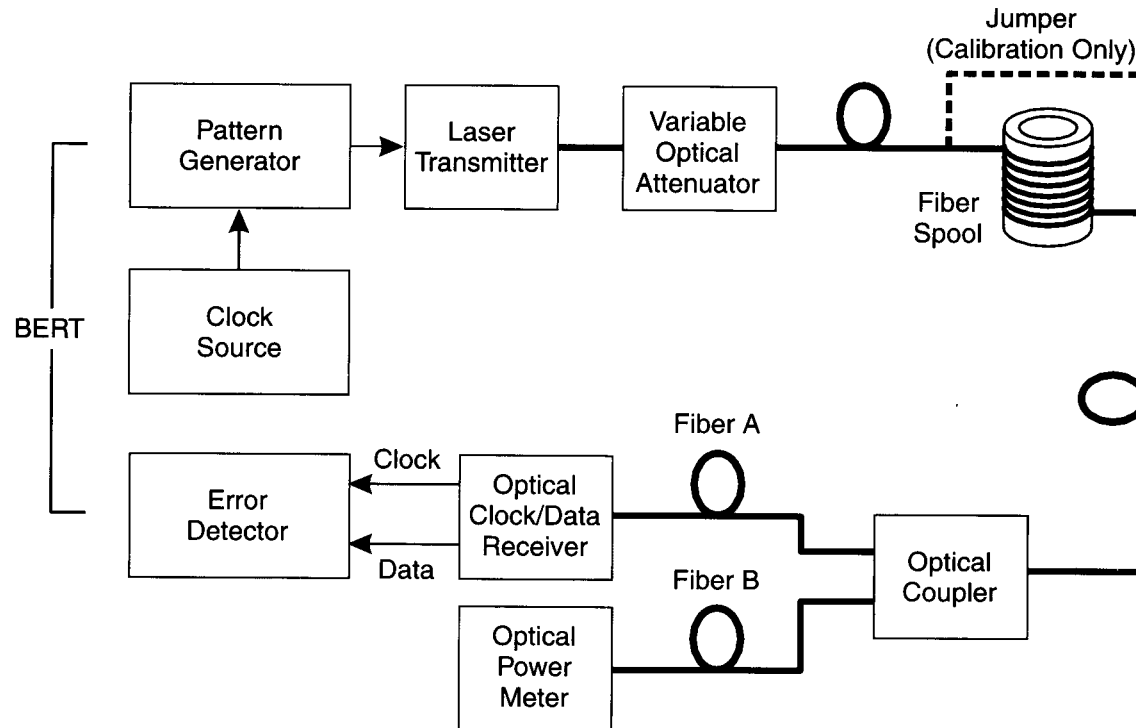 Jumper
(Calibration Only)
Pattern
Generator
Laser
Transmitter
Variable
Optical
Attenuator
Fiber
Spool
BERT
Clock
Source
Fiber A
Clock
Error
Detector
Optical
Clock/Data
Receiver
Data
Optical
Coupler
Fiber B
Optical
Power
Meter